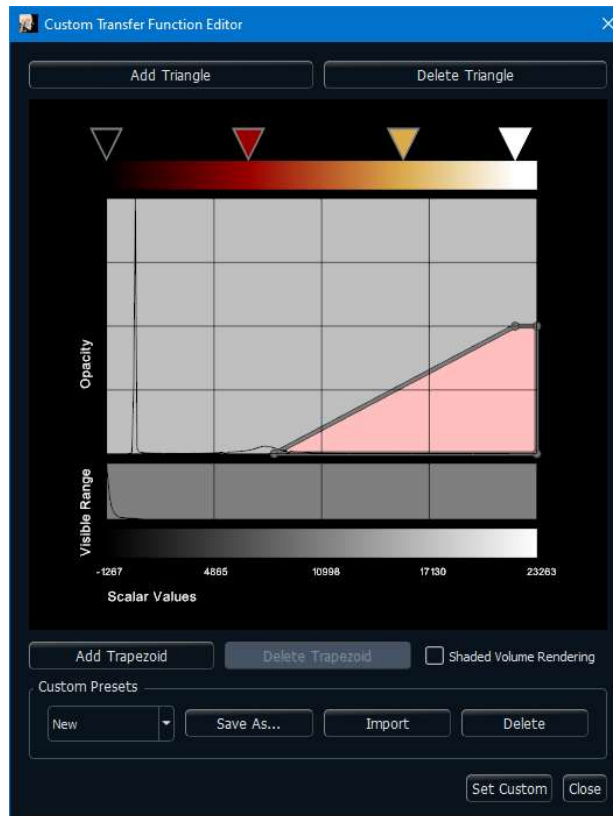 Custom Transfer Function Editor
Add Triangle
Delete Triangle
Opacity
Visible Range
-1267
4865
10998
17130
23263
Scalar Values
Add Trapezoid
Delete Trapezoid
Shaded Volume Rendering
Custom Presets
New
Save As...
Import
Delete
Set Custom
Close